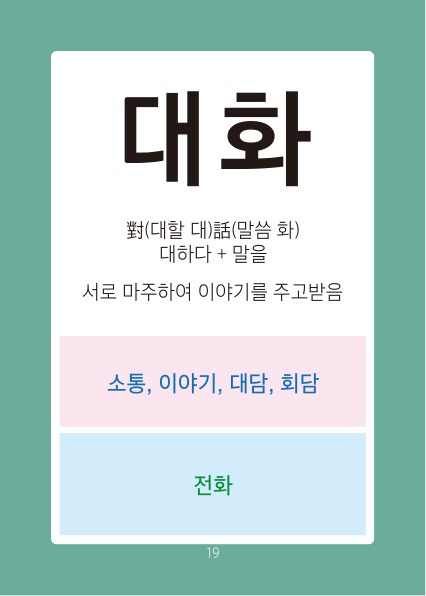 대화
對(대할 대)話(말씀 화)
대하다 + 말을
서로 마주하여 이야기를 주고받음
소통, 이야기, 대담, 회담
전화
19